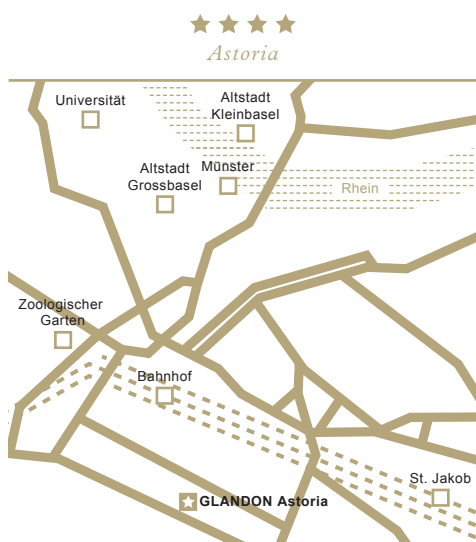 Astoria
Universität
Altstadt
Kleinbasel
Altstadt
Grossbasel
Münster
Rhein
Zoologischer
Garten
Bahnhof
St. Jakob
GLANDON Astoria